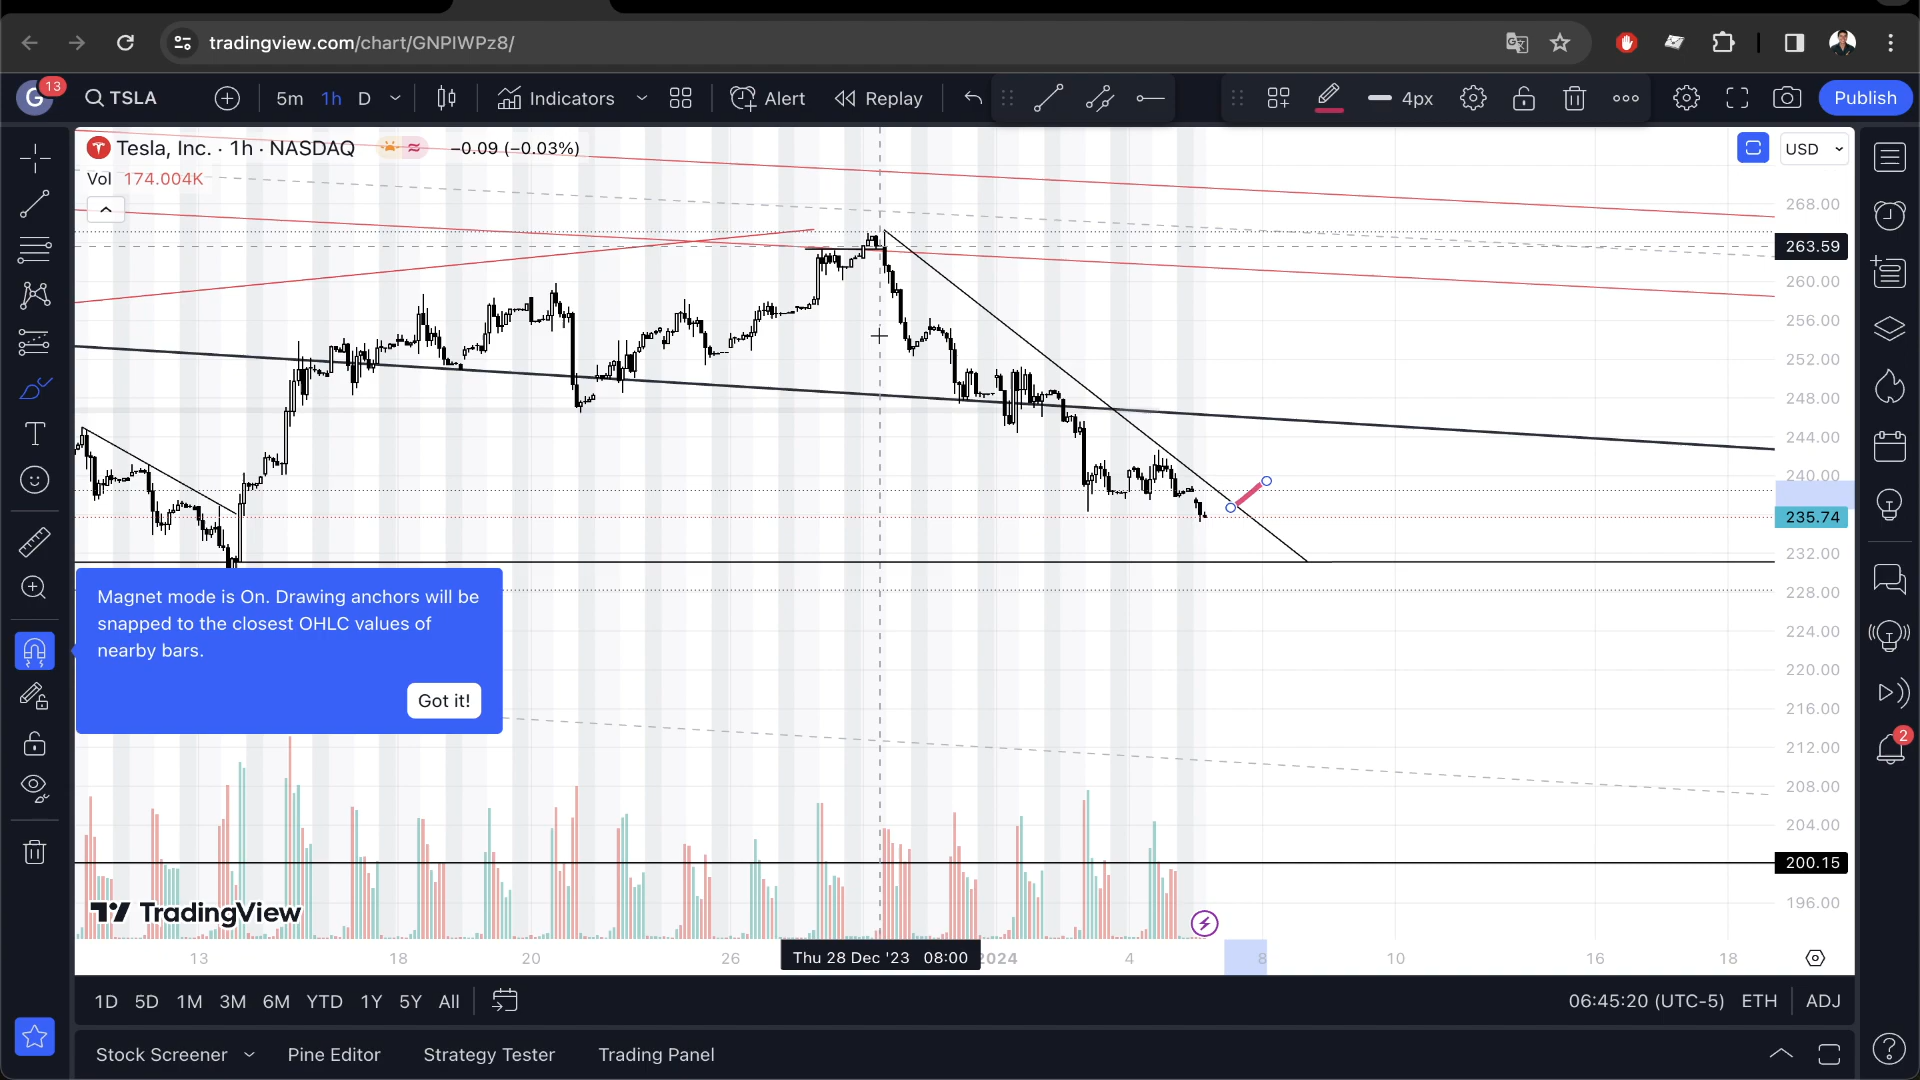 tradingview.com/chart/GNPIWPz8/
G 13 TSLA 5m 1h D Indicators Alert Replay 4px Publish
Tesla, Inc. · 1h · NASDAQ −0.09 (−0.03%) USD
Vol 174.004K
268.00
263.59
260.00
256.00
252.00
248.00
244.00
240.00
235.74
232.00
228.00
224.00
220.00
216.00
212.00
208.00
204.00
200.15
196.00
Magnet mode is On. Drawing anchors will be
snapped to the closest OHLC values of
nearby bars.
Got it!
2
TradingView
13 18 20 26 Thu 28 Dec '23 08:00 2024 4 8 10 16 18
1D 5D 1M 3M 6M YTD 1Y 5Y All 06:45:20 (UTC-5) ETH ADJ
Stock Screener Pine Editor Strategy Tester Trading Panel